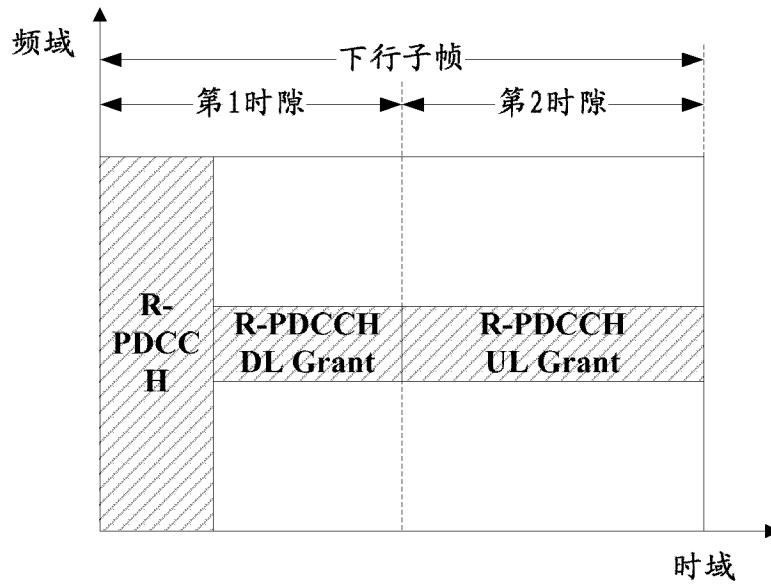 频域
下行子帧
第1时隙
第2时隙
R-
PDCC
H
R-PDCCH
DL Grant
R-PDCCH
UL Grant
时域